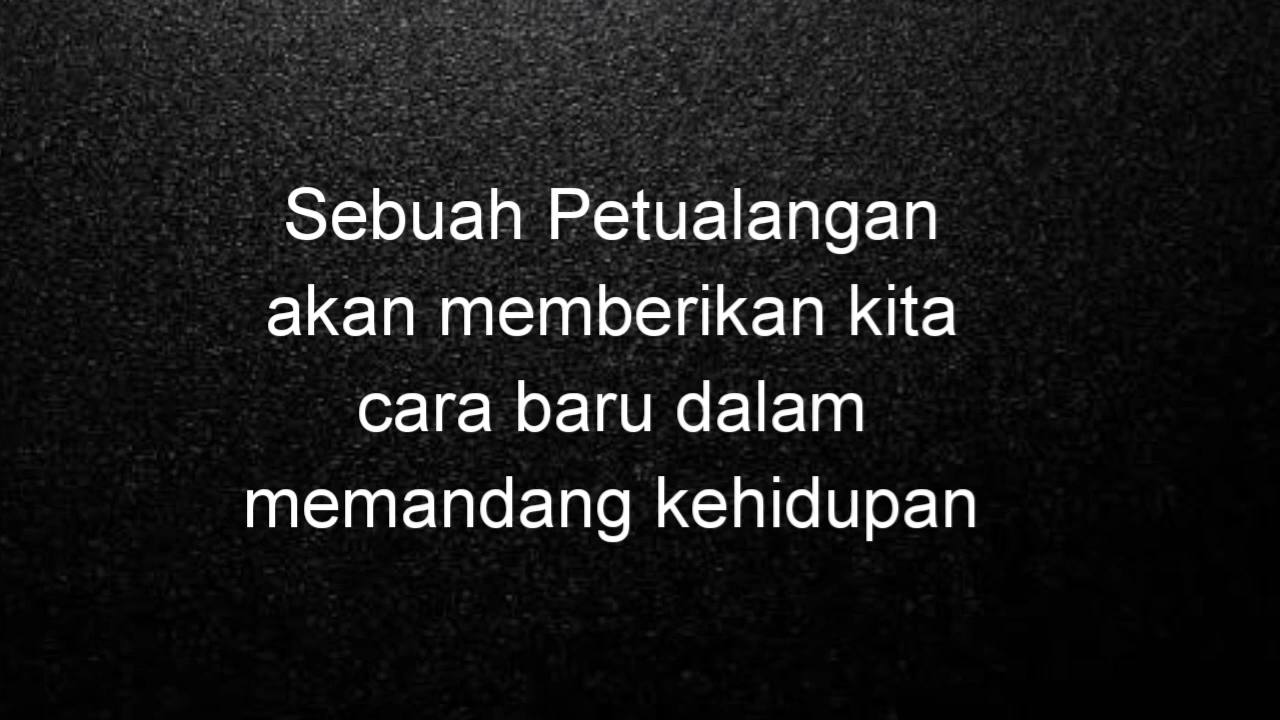 Sebuah Petualangan
akan memberikan kita
cara baru dalam
memandang kehidupan